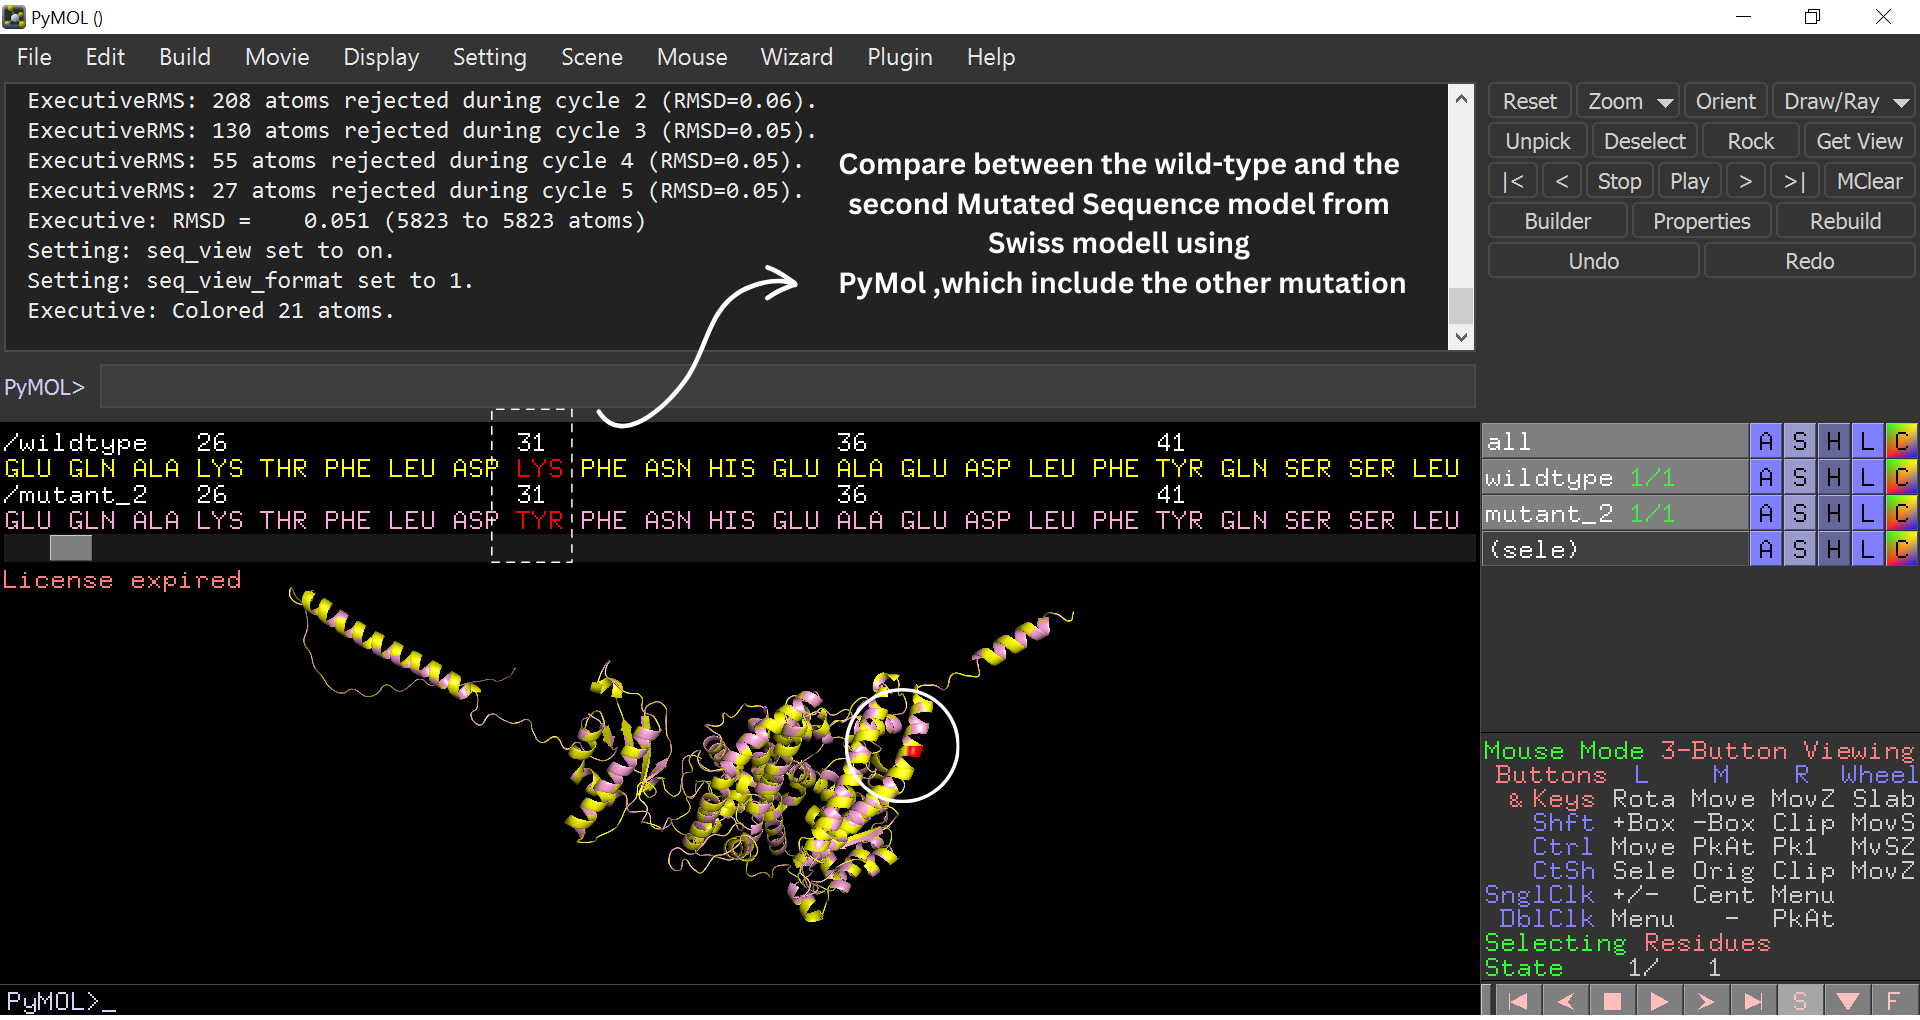 PyMOL ()
File Edit Build Movie Display Setting Scene Mouse Wizard Plugin Help
ExecutiveRMS: 208 atoms rejected during cycle 2 (RMSD=0.06).
ExecutiveRMS: 130 atoms rejected during cycle 3 (RMSD=0.05).
ExecutiveRMS: 55 atoms rejected during cycle 4 (RMSD=0.05).
ExecutiveRMS: 27 atoms rejected during cycle 5 (RMSD=0.05).
Executive: RMSD = 0.051 (5823 to 5823 atoms)
Setting: seq_view set to on.
Setting: seq_view_format set to 1.
Executive: Colored 21 atoms.
Compare between the wild-type and the
second Mutated Sequence model from
Swiss modell using
PyMol ,which include the other mutation
Reset Zoom Orient Draw/Ray
Unpick Deselect Rock Get View
|< < Stop Play > >| MClear
Builder Properties Rebuild
Undo Redo
PyMOL>
/wildtype 26 31 36 41
GLU GLN ALA LYS THR PHE LEU ASP LYS PHE ASN HIS GLU ALA GLU ASP LEU PHE TYR GLN SER SER LEU
/mutant_2 26 31 36 41
GLU GLN ALA LYS THR PHE LEU ASP TYR PHE ASN HIS GLU ALA GLU ASP LEU PHE TYR GLN SER SER LEU
License expired
all A S H L C
wildtype 1/1 A S H L C
mutant_2 1/1 A S H L C
(sele) A S H L C
Mouse Mode 3-Button Viewing
Buttons L M R Wheel
& Keys Rota Move MovZ Slab
Shft +Box -Box Clip MovS
Ctrl Move PkAt Pk1 MvSZ
CtSh Sele Orig Clip MovZ
SnglClk +/- Cent Menu
DblClk Menu - PkAt
Selecting Residues
State 1/ 1
PyMOL>_
S F